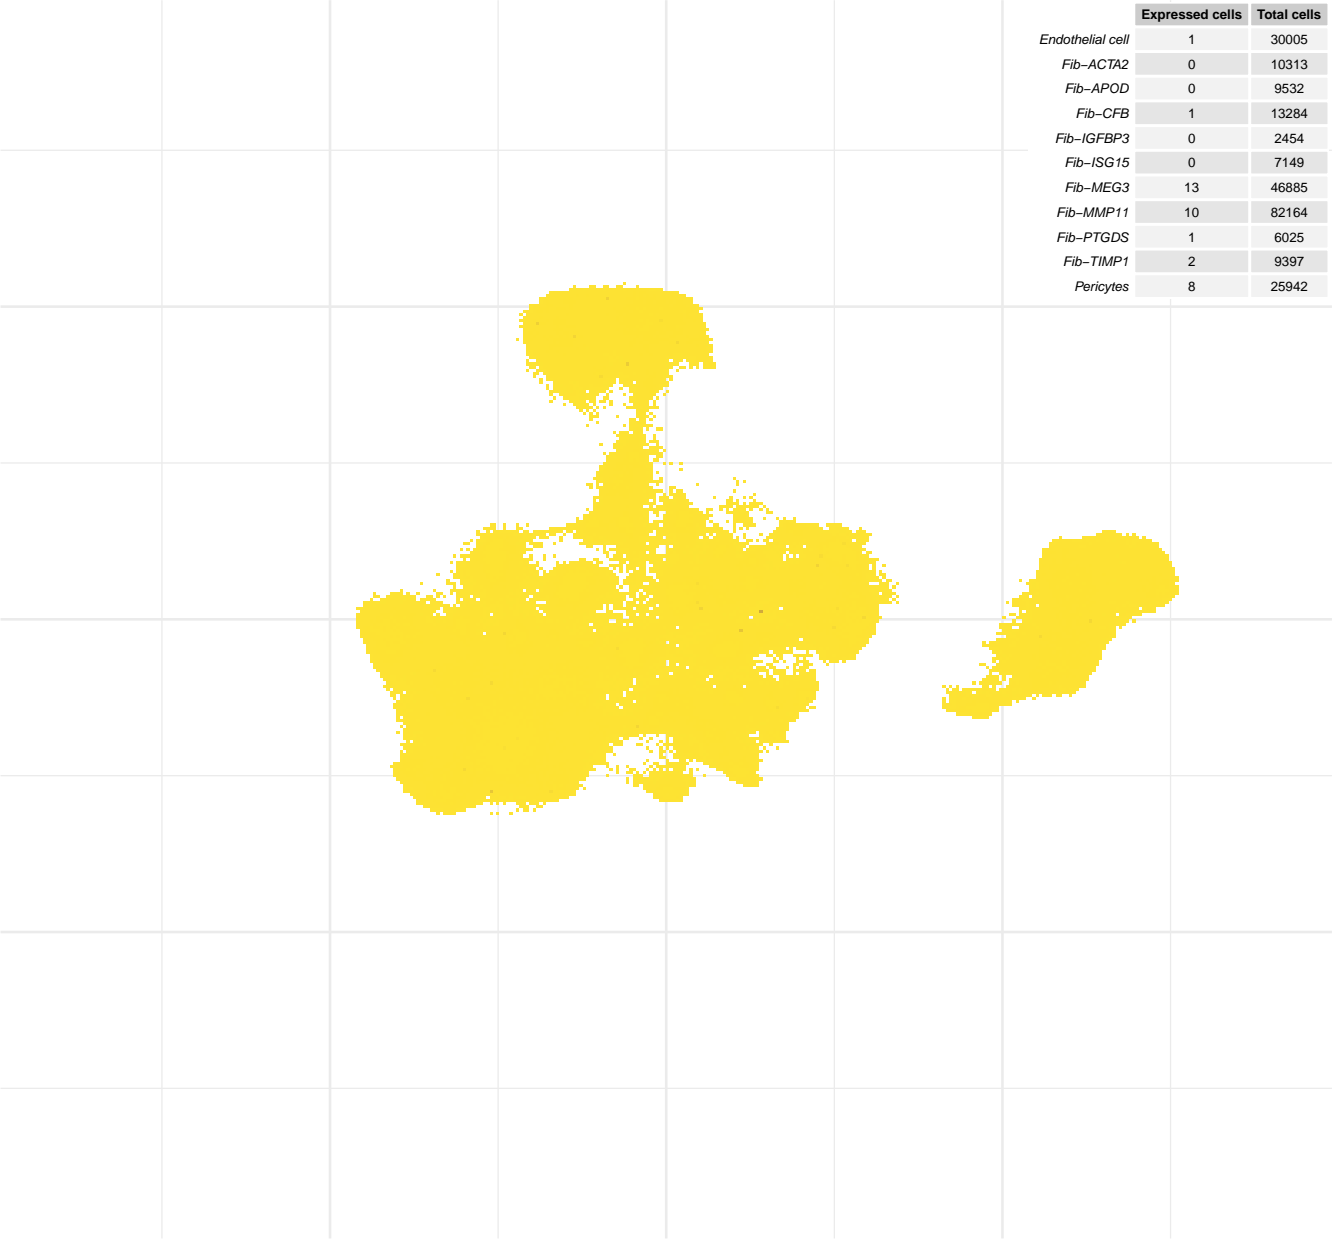 Expressed cells Total cells
Endothelial cell 1 30005
Fib−ACTA2 0 10313
Fib−APOD 0 9532
Fib−CFB 1 13284
Fib−IGFBP3 0 2454
Fib−ISG15 0 7149
Fib−MEG3 13 46885
Fib−MMP11 10 82164
Fib−PTGDS 1 6025
Fib−TIMP1 2 9397
Pericytes 8 25942